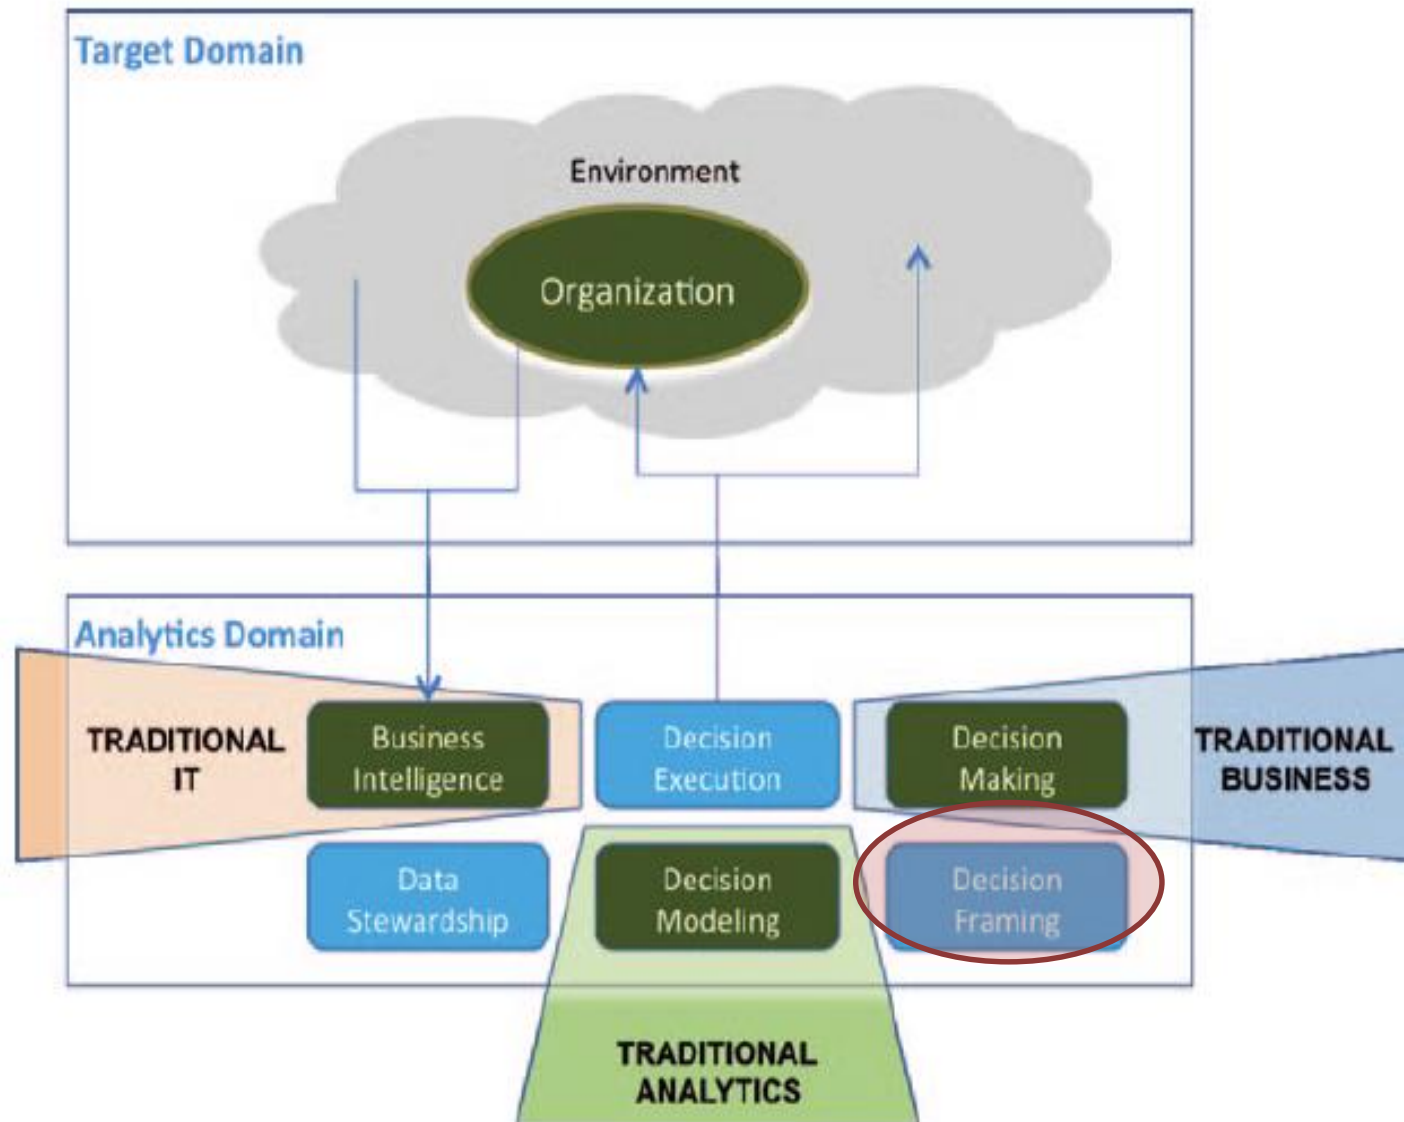 Target Domain
Environment
Organization
Analytics Domain
TRADITIONAL
IT
Business
Intelligence
Decision
Execution
Decision
Making
TRADITIONAL
BUSINESS
Data
Stewardship
Decision
Modeling
Decision
Framing
TRADITIONAL
ANALYTICS